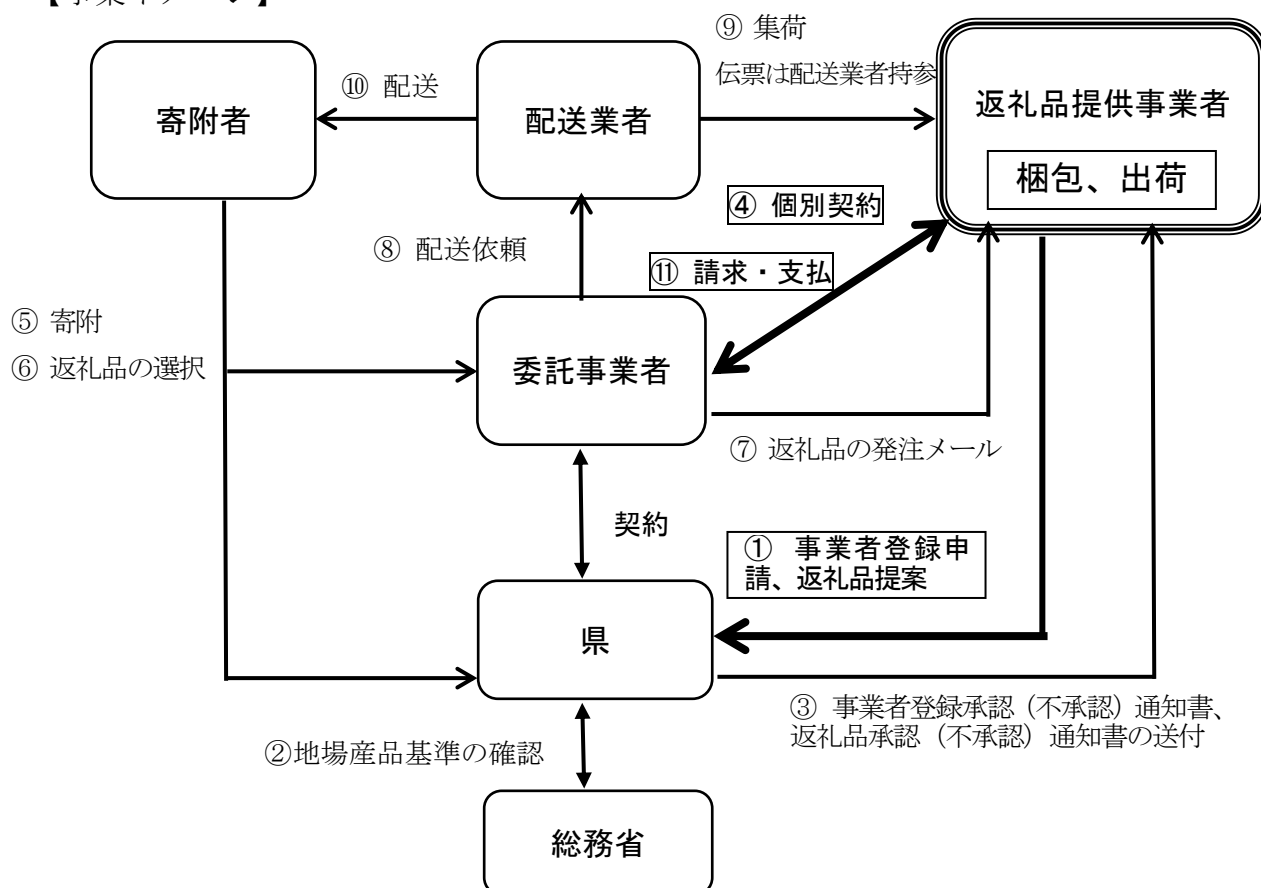 ⑨ 集荷
伝票は配送業者持参
⑩ 配送
寄附者
配送業者
返礼品提供事業者
梱包、出荷
④ 個別契約
⑧ 配送依頼
⑪ 請求・支払
⑤ 寄附
⑥ 返礼品の選択
委託事業者
⑦ 返礼品の発注メール
契約
① 事業者登録申
請、返礼品提案
県
③ 事業者登録承認（不承認）通知書、
返礼品承認（不承認）通知書の送付
②地場産品基準の確認
総務省